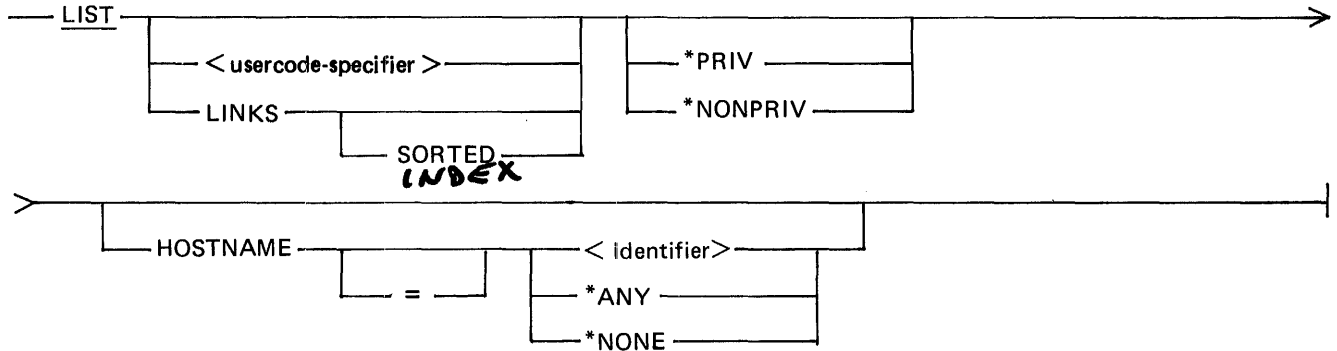 LIST
< usercode-specifier > *PRIV
LINKS *NONPRIV
SORTED
INDEX
HOSTNAME < identifier>
= *ANY
*NONE